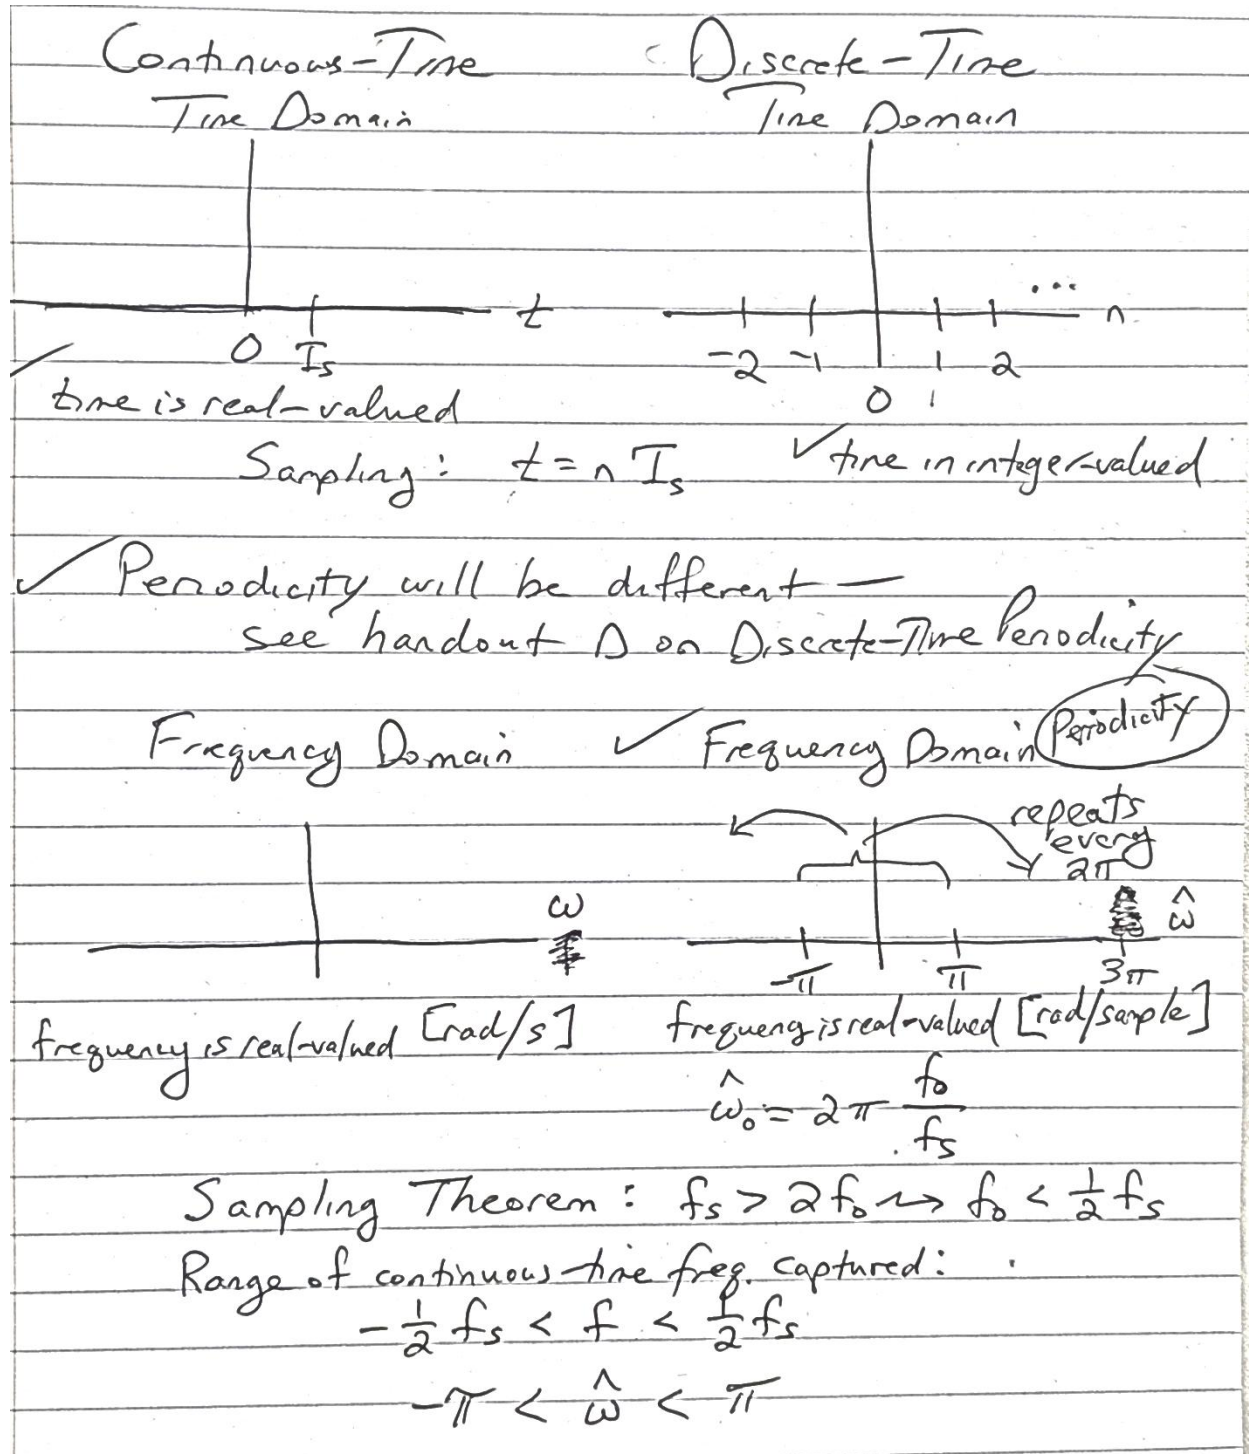 Continuous-Time
Discrete-Time
Time Domain
Time Domain
t
...
n
0 Ts
-2 -1 0 1 2
1
time is real-valued
Sampling: t = n Ts
✓ time in integer-valued
✓ Periodicity will be different —
see handout D on Discrete-Time Periodicity
Frequency Domain
✓ Frequency Domain
Periodicity
repeats
every
2π
ω
ω̂
-π π 3π
frequency is real-valued [rad/s]
frequency is real-valued [rad/sample]
ω̂₀ = 2π f₀/fs
Sampling Theorem: fs > 2f₀ ⇝ f₀ < ½ fs
Range of continuous-time freq. captured:
-½ fs < f < ½ fs
-π < ω̂ < π